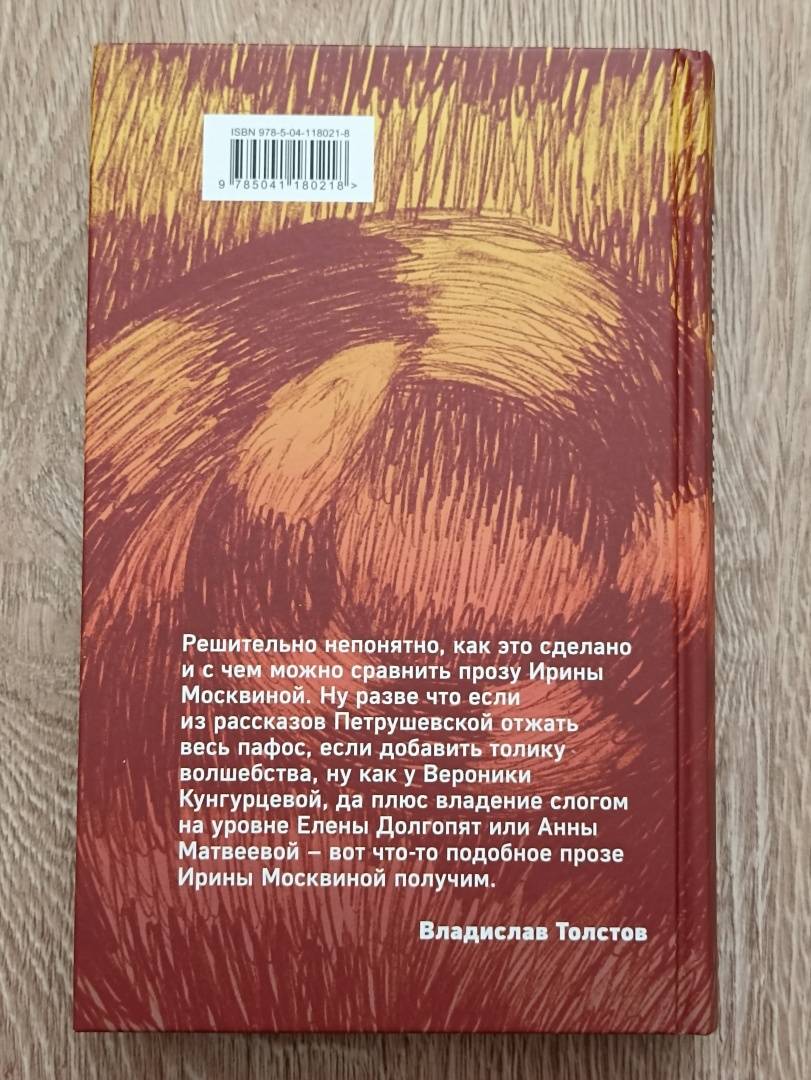 ISBN 978-5-04-118021-8
9 785041 180218 >
Решительно непонятно, как это сделано
и с чем можно сравнить прозу Ирины
Москвиной. Ну разве что если
из рассказов Петрушевской отжать
весь пафос, если добавить толику
волшебства, ну как у Вероники
Кунгурцевой, да плюс владение слогом
на уровне Елены Долгопят или Анны
Матвеевой – вот что-то подобное прозе
Ирины Москвиной получим.
Владислав Толстов